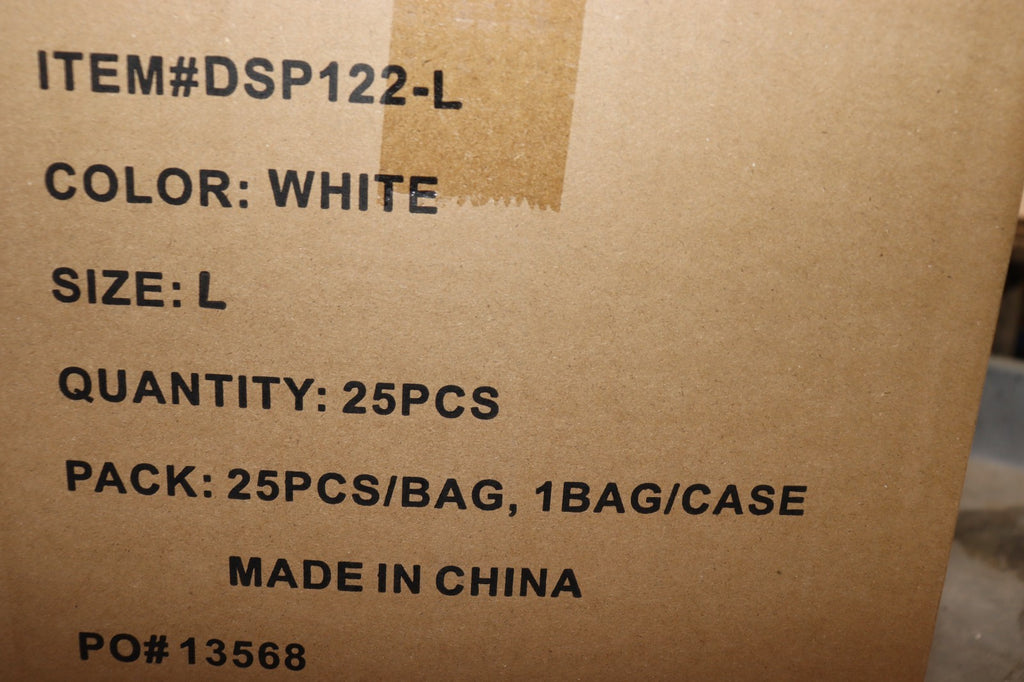 ITEM#DSP122-L
COLOR: WHITE
SIZE: L
QUANTITY: 25PCS
PACK: 25PCS/BAG, 1BAG/CASE
MADE IN CHINA
PO# 13568